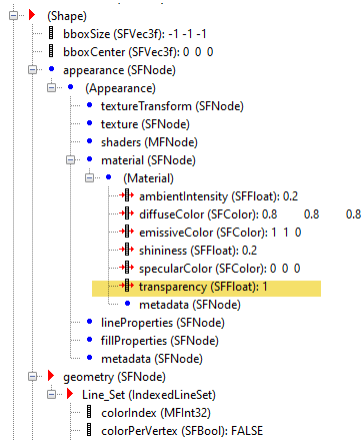 (Shape)
bboxSize (SFVec3f): -1 -1 -1
bboxCenter (SFVec3f): 0 0 0
appearance (SFNode)
(Appearance)
textureTransform (SFNode)
texture (SFNode)
shaders (MFNode)
material (SFNode)
(Material)
ambientIntensity (SFFloat): 0.2
diffuseColor (SFColor): 0.8 0.8 0.8
emissiveColor (SFColor): 1 1 0
shininess (SFFloat): 0.2
specularColor (SFColor): 0 0 0
transparency (SFFloat): 1
metadata (SFNode)
lineProperties (SFNode)
fillProperties (SFNode)
metadata (SFNode)
geometry (SFNode)
Line_Set (IndexedLineSet)
colorIndex (MFInt32)
colorPerVertex (SFBool): FALSE